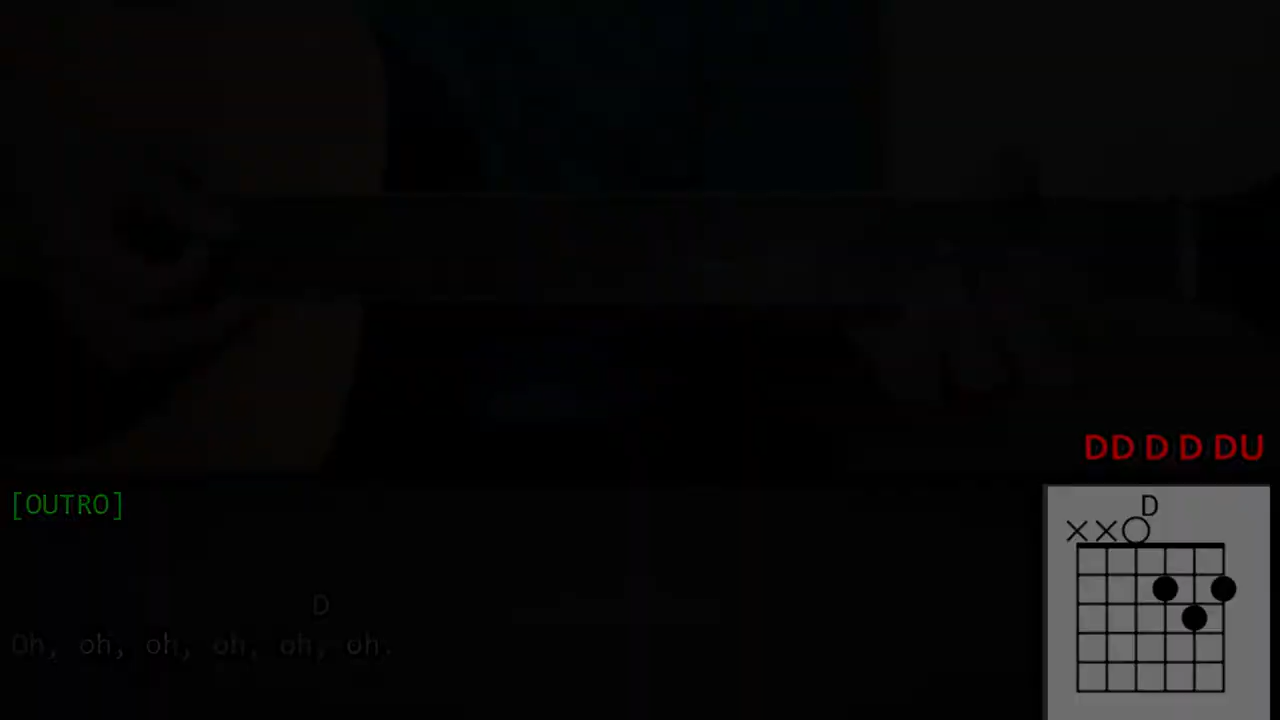 DD D D DU
[OUTRO]
D
××○
D
Oh, oh, oh, oh, oh, oh.